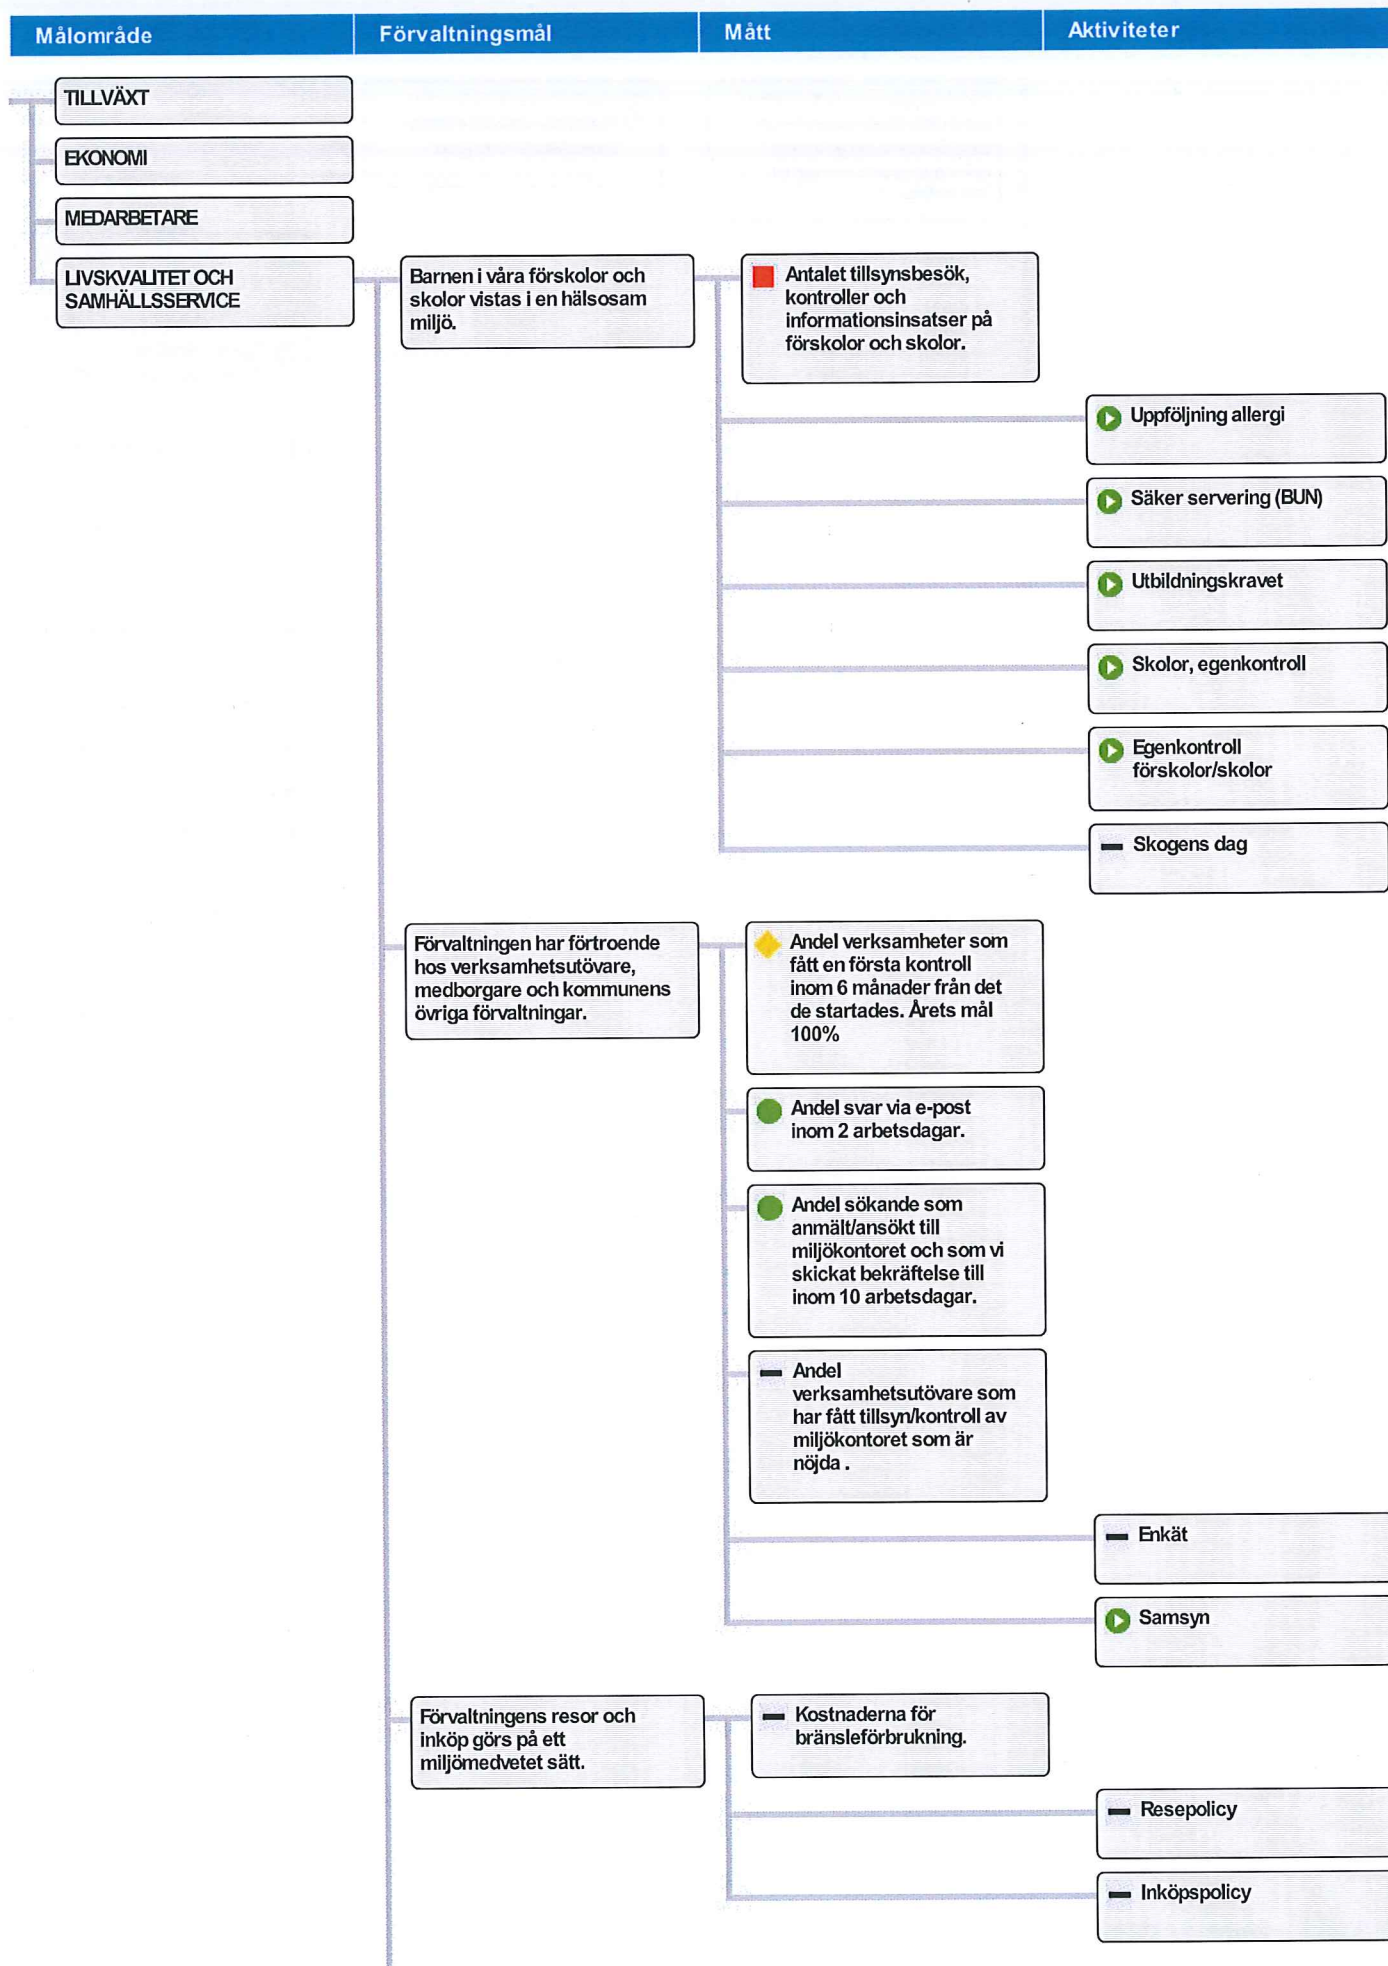 Målområde
Förvaltningsmål
Mått
Aktiviteter
TILLVÄXT
EKONOMI
MEDARBETARE
LIVSKVALITET OCH
SAMHÄLLSSERVICE
Barnen i våra förskolor och
skolor vistas i en hälsosam
miljö.
Antalet tillsynsbesök,
kontroller och
informationsinsatser på
förskolor och skolor.
Uppföljning allergi
Säker servering (BUN)
Utbildningskravet
Skolor, egenkontroll
Egenkontroll
förskolor/skolor
Skogens dag
Förvaltningen har förtroende
hos verksamhetsutövare,
medborgare och kommunens
övriga förvaltningar.
Andel verksamheter som
fått en första kontroll
inom 6 månader från det
de startades. Årets mål
100%
Andel svar via e-post
inom 2 arbetsdagar.
Andel sökande som
anmält/ansökt till
miljökontoret och som vi
skickat bekräftelse till
inom 10 arbetsdagar.
Andel
verksamhetsutövare som
har fått tillsyn/kontroll av
miljökontoret som är
nöjda .
Enkät
Samsyn
Förvaltningens resor och
inköp görs på ett
miljömedvetet sätt.
Kostnaderna för
bränsleförbrukning.
Resepolicy
Inköpspolicy